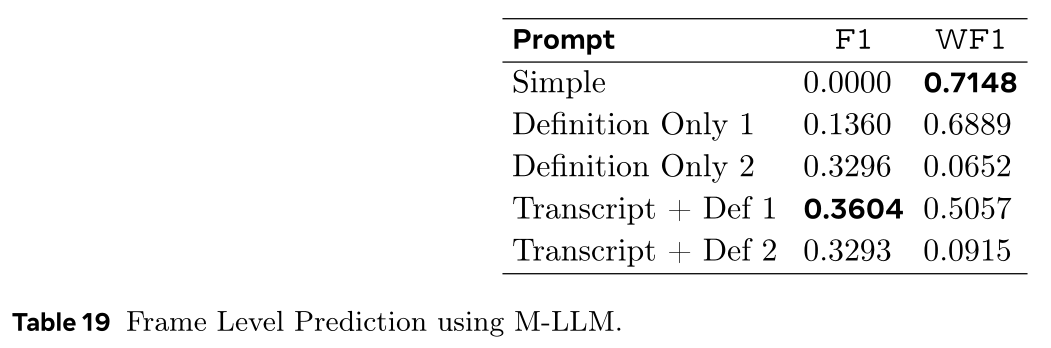 Prompt F1 WF1
Simple 0.0000 0.7148
Definition Only 1 0.1360 0.6889
Definition Only 2 0.3296 0.0652
Transcript + Def 1 0.3604 0.5057
Transcript + Def 2 0.3293 0.0915
Table 19 Frame Level Prediction using M-LLM.